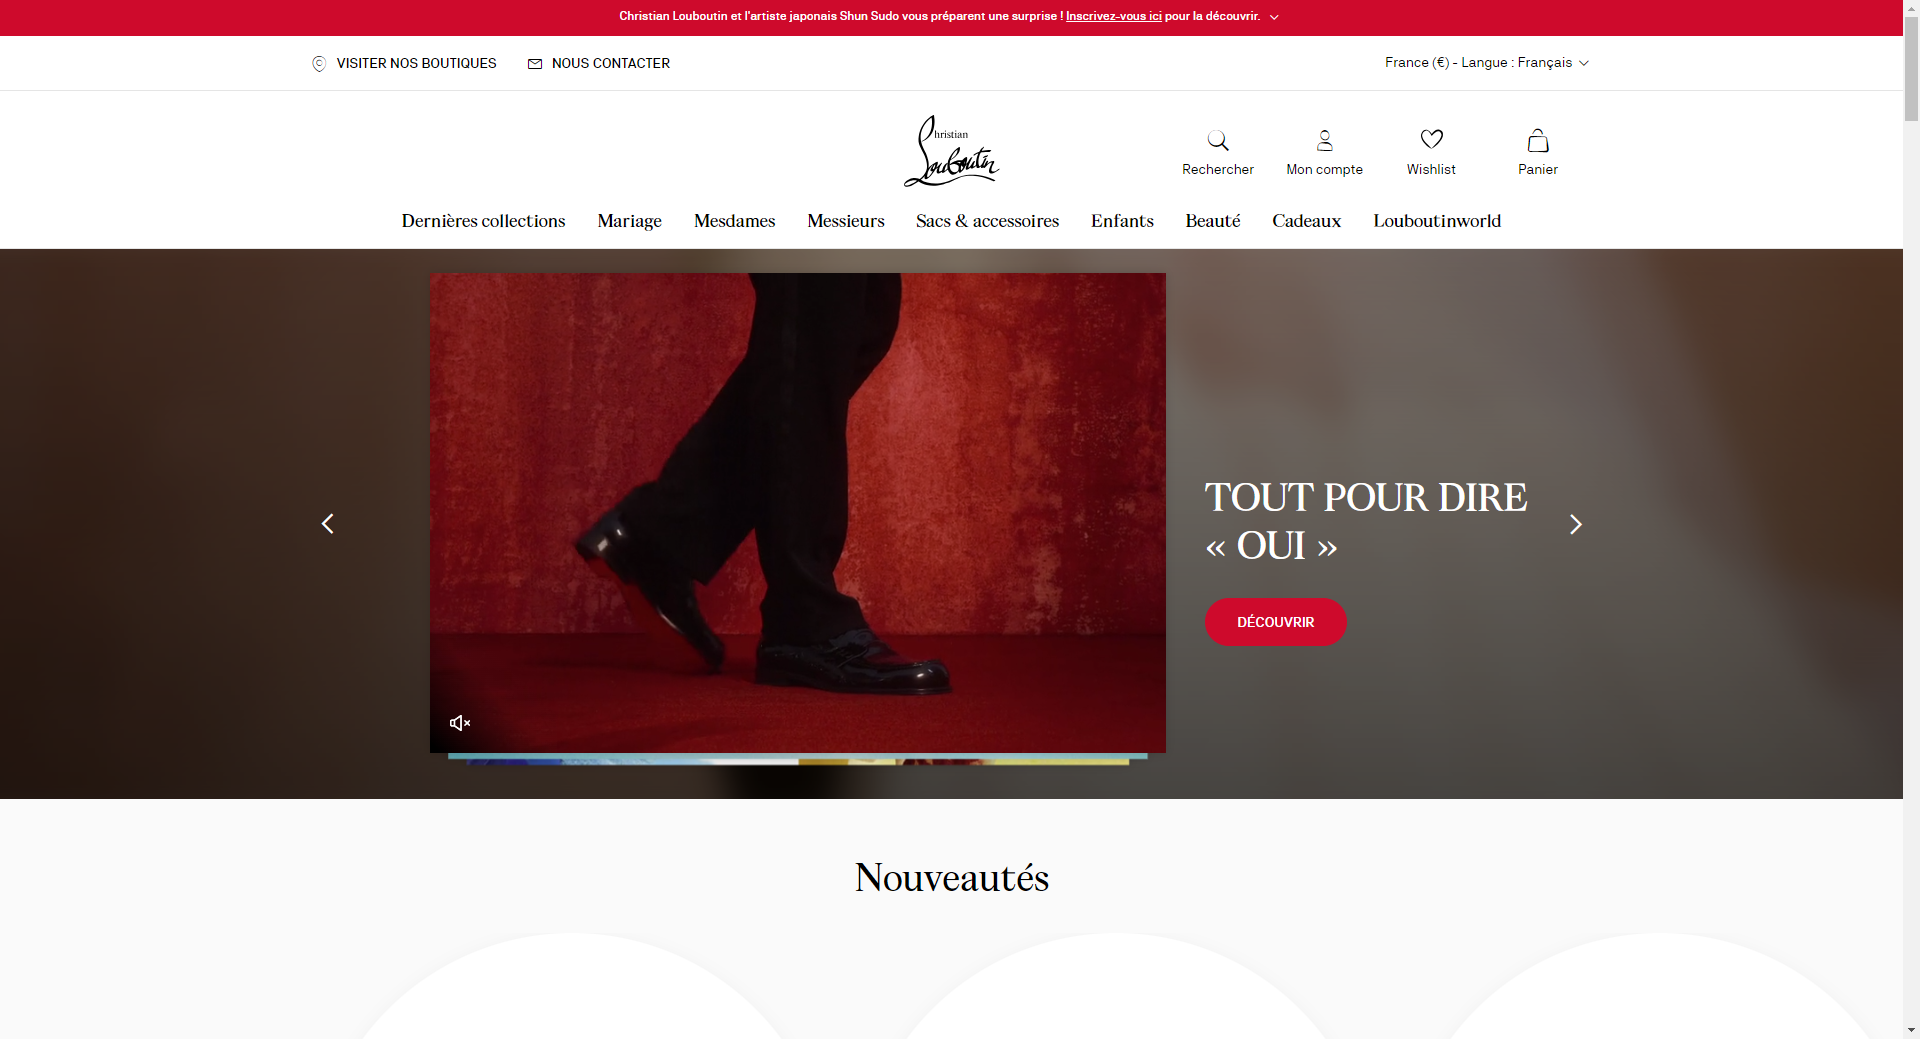 Christian Louboutin et l'artiste japonais Shun Sudo vous préparent une surprise ! Inscrivez-vous ici pour la découvrir.
VISITER NOS BOUTIQUES
NOUS CONTACTER
France (€) - Langue : Français
Christian
Louboutin
Rechercher
Mon compte
Wishlist
Panier
Dernières collections
Mariage
Mesdames
Messieurs
Sacs & accessoires
Enfants
Beauté
Cadeaux
Louboutinworld
TOUT POUR DIRE
« OUI »
DÉCOUVRIR
Nouveautés